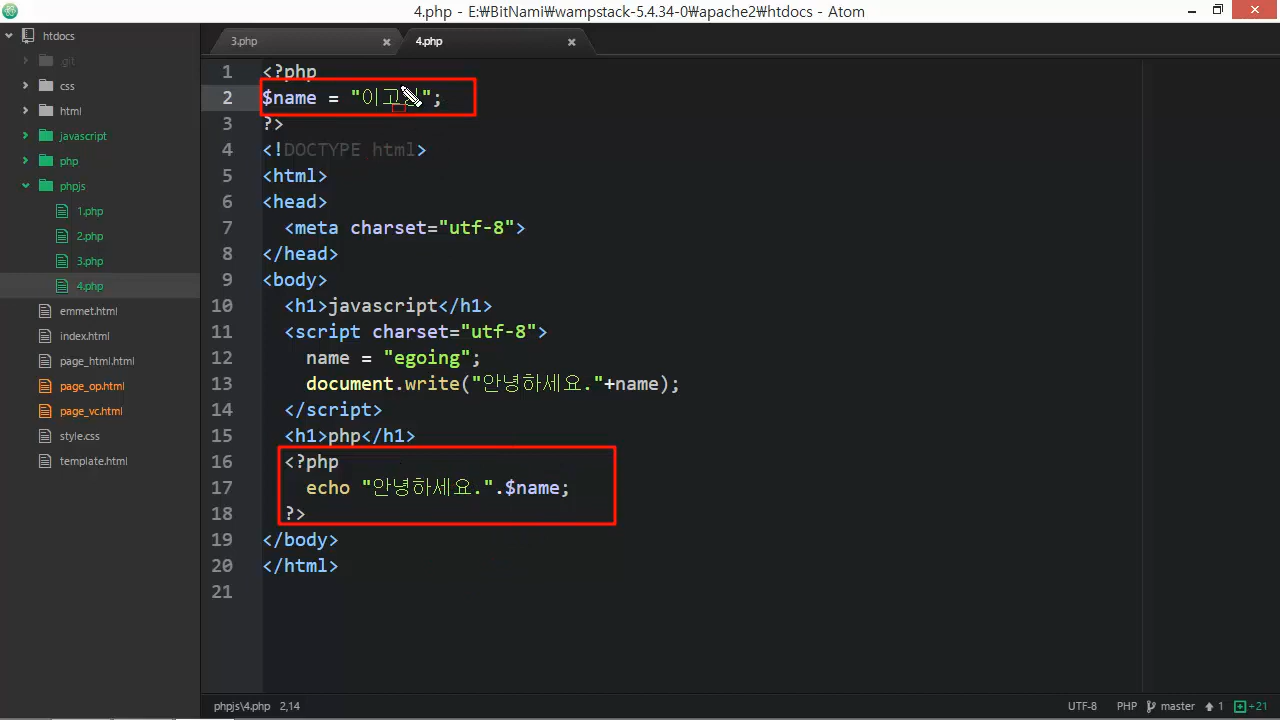 4.php - E:₩BitNami₩wampstack-5.4.34-0₩apache2₩htdocs - Atom
htdocs
.git
css
html
javascript
php
phpjs
1.php
2.php
3.php
4.php
emmet.html
index.html
page_html.html
page_op.html
page_vc.html
style.css
template.html
3.php
4.php
1 <?php
2 $name = "이고 ";
3 ?>
4 <!DOCTYPE html>
5 <html>
6 <head>
7 <meta charset="utf-8">
8 </head>
9 <body>
10 <h1>javascript</h1>
11 <script charset="utf-8">
12 name = "egoing";
13 document.write("안녕하세요."+name);
14 </script>
15 <h1>php</h1>
16 <?php
17 echo "안녕하세요.".$name;
18 ?>
19 </body>
20 </html>
21
phpjs\4.php 2,14
UTF-8 PHP master 1 +21